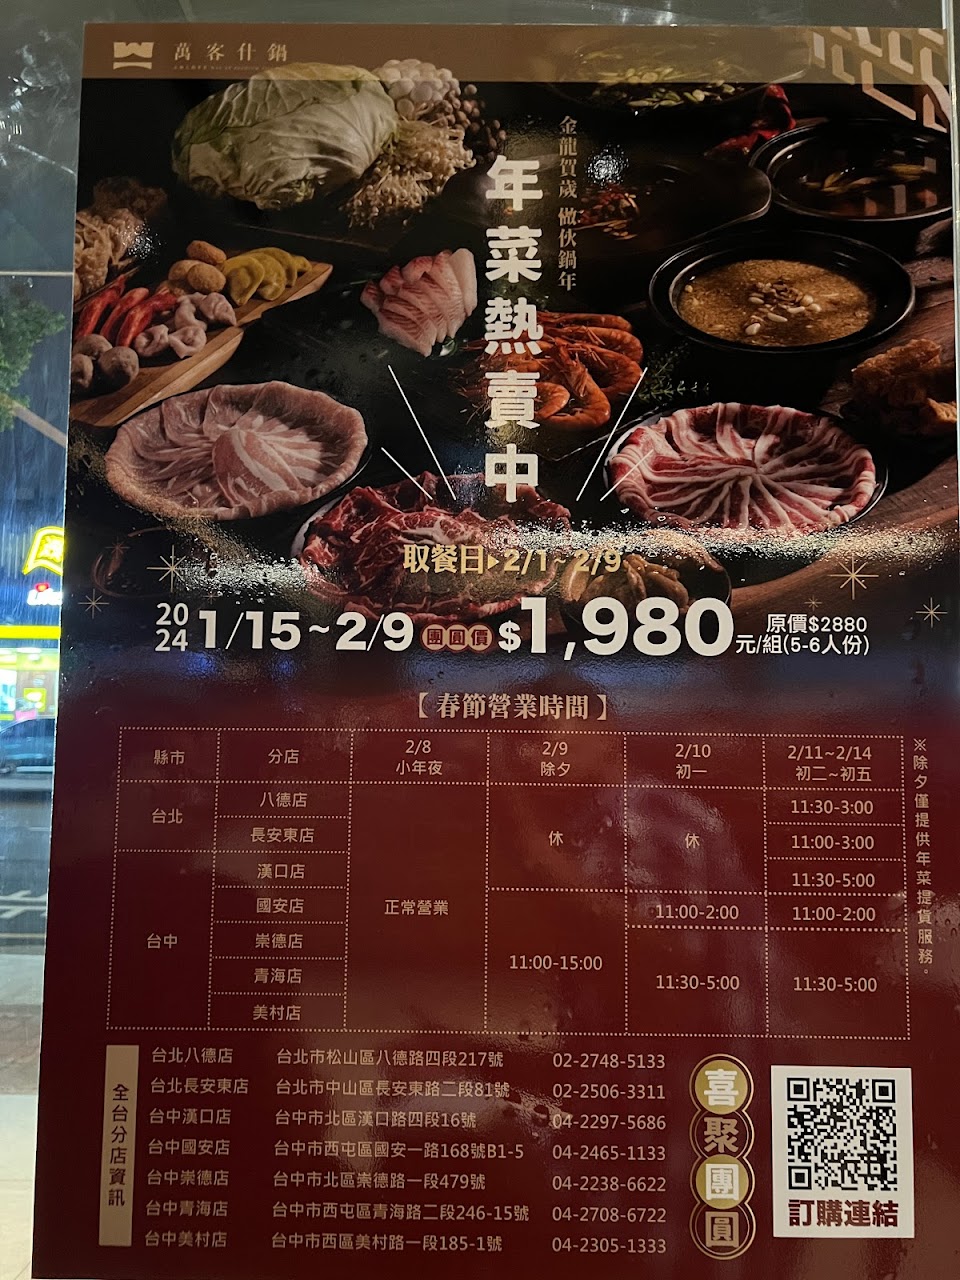 萬客什鍋
金龍賀歲 做伙鍋年
年菜熱賣中
取餐日▸2/1~2/9
2024 1/15~2/9 團圓價 $1,980 元/組(5-6人份)
原價$2880
【春節營業時間】
縣市 分店 2/8 小年夜 2/9 除夕 2/10 初一 2/11~2/14 初二~初五
台北 八德店 正常營業 休 休 11:30-3:00
長安東店 11:00-3:00
台中 漢口店 11:30-5:00
國安店 11:00-15:00 11:00-2:00 11:00-2:00
崇德店 11:30-5:00 11:30-5:00
青海店
美村店
※除夕僅提供年菜提貨服務。
全台分店資訊
台北八德店 台北市松山區八德路四段217號 02-2748-5133
台北長安東店 台北市中山區長安東路二段81號 02-2506-3311
台中漢口店 台中市北區漢口路四段16號 04-2297-5686
台中國安店 台中市西屯區國安一路168號B1-5 04-2465-1133
台中崇德店 台中市北區崇德路一段479號 04-2238-6622
台中青海店 台中市西屯區青海路二段246-15號 04-2708-6722
台中美村店 台中市西區美村路一段185-1號 04-2305-1333
喜聚團圓
訂購連結